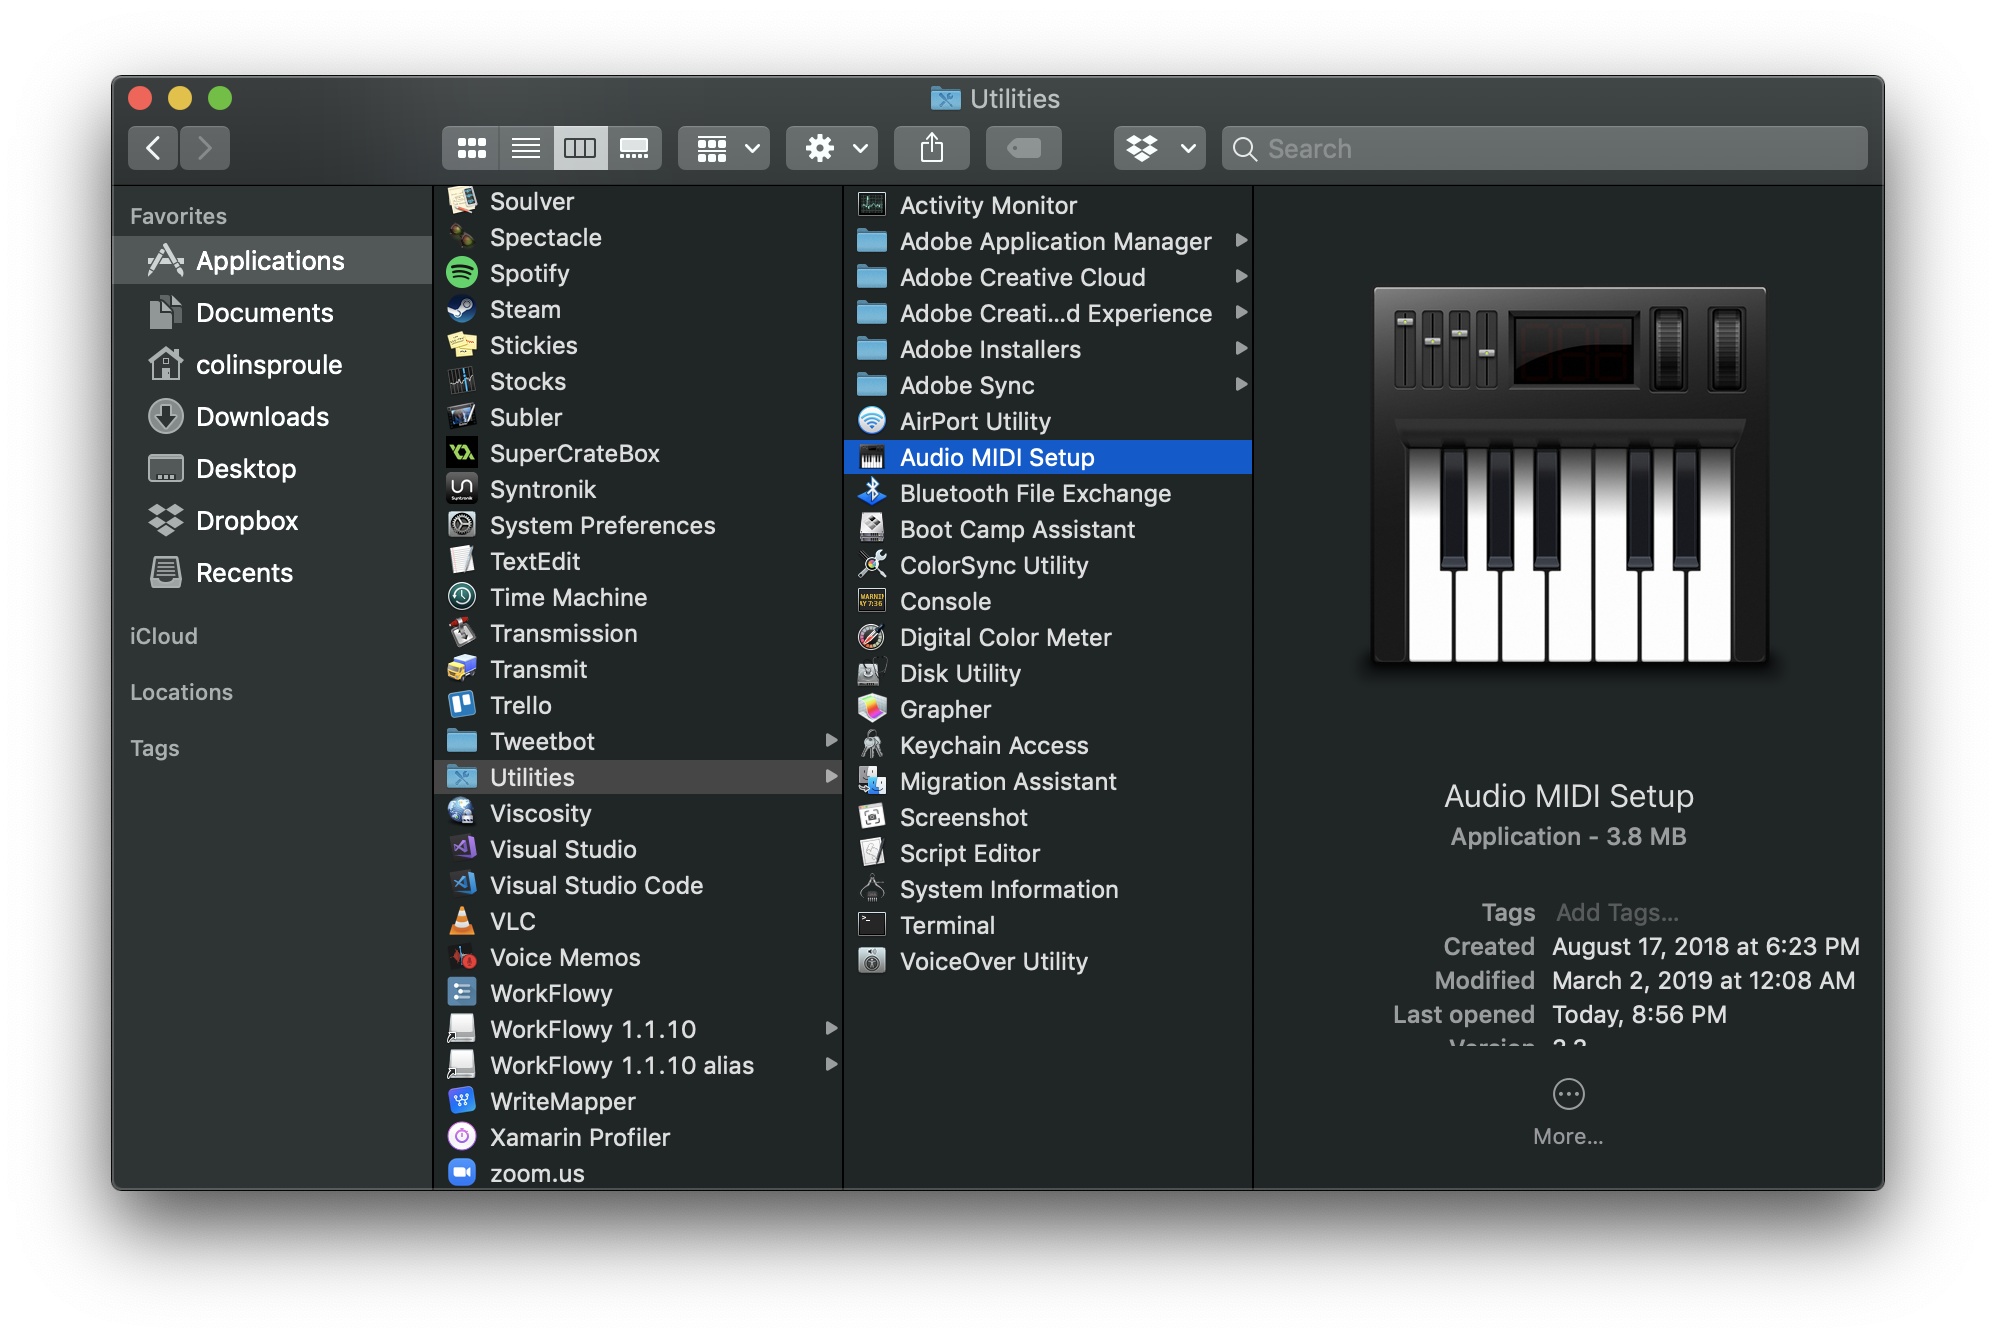 Utilities
Search
Favorites
Applications
Documents
colinsproule
Downloads
Desktop
Dropbox
Recents
iCloud
Locations
Tags
Soulver
Spectacle
Spotify
Steam
Stickies
Stocks
Subler
SuperCrateBox
Syntronik
System Preferences
TextEdit
Time Machine
Transmission
Transmit
Trello
Tweetbot
Utilities
Viscosity
Visual Studio
Visual Studio Code
VLC
Voice Memos
WorkFlowy
WorkFlowy 1.1.10
WorkFlowy 1.1.10 alias
WriteMapper
Xamarin Profiler
zoom.us
Activity Monitor
Adobe Application Manager
Adobe Creative Cloud
Adobe Creati...d Experience
Adobe Installers
Adobe Sync
AirPort Utility
Audio MIDI Setup
Bluetooth File Exchange
Boot Camp Assistant
ColorSync Utility
Console
Digital Color Meter
Disk Utility
Grapher
Keychain Access
Migration Assistant
Screenshot
Script Editor
System Information
Terminal
VoiceOver Utility
Audio MIDI Setup
Application - 3.8 MB
Tags Add Tags...
Created August 17, 2018 at 6:23 PM
Modified March 2, 2019 at 12:08 AM
Last opened Today, 8:56 PM
Version
More...